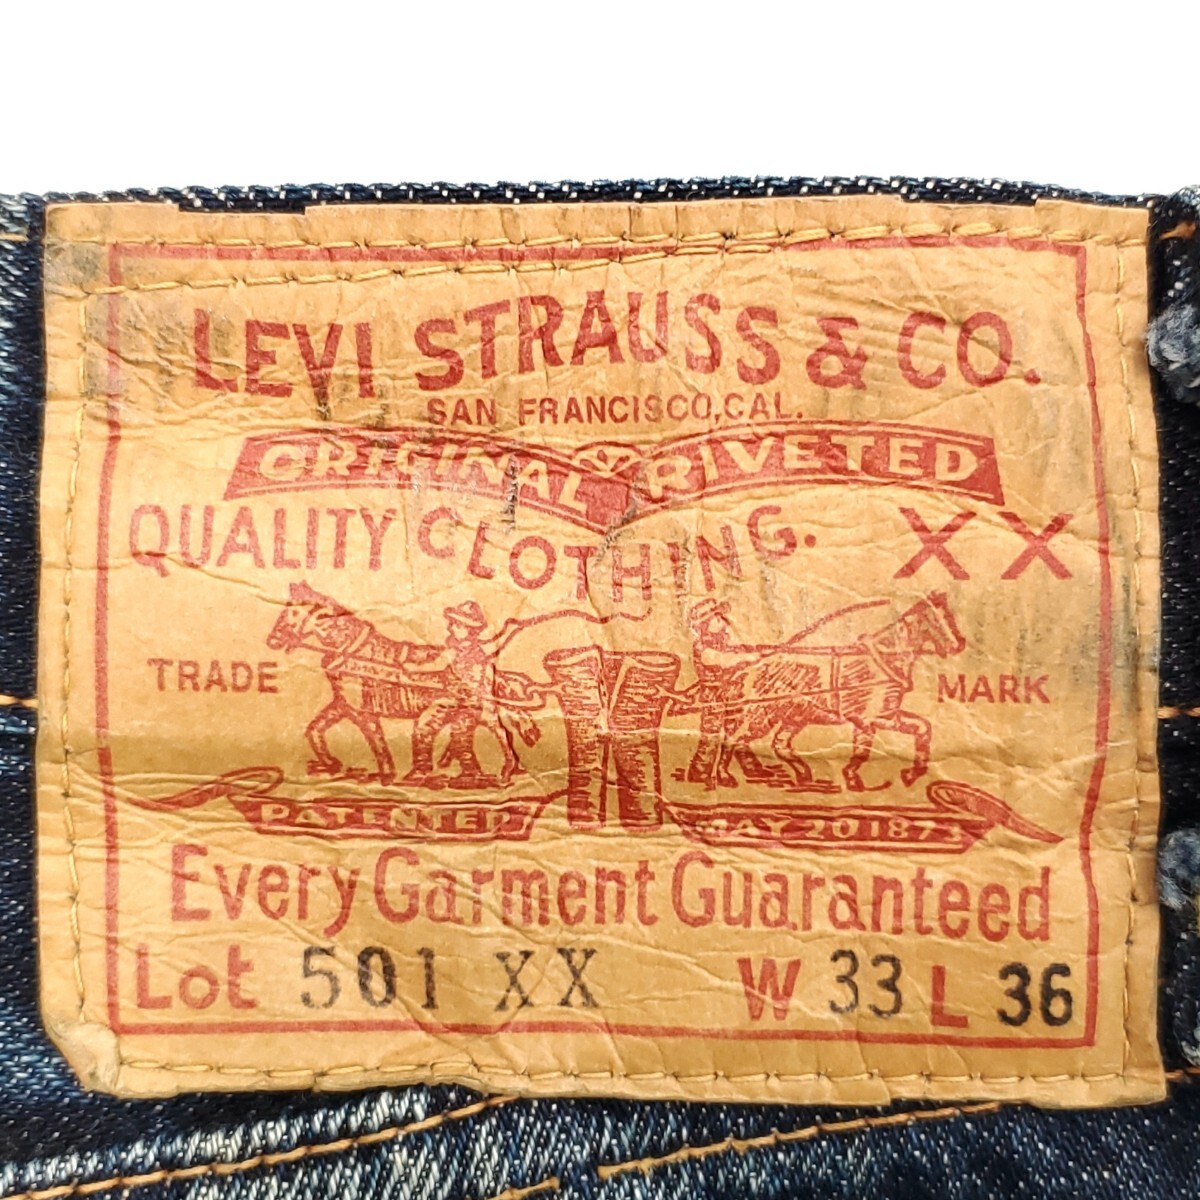 LEVI STRAUSS & CO.
SAN FRANCISCO, CAL.
ORIGINAL RIVETED
QUALITY CLOTHING. XX
TRADE MARK
PATENTED MAY 20 1873
Every Garment Guaranteed
Lot 501 XX W 33 L 36